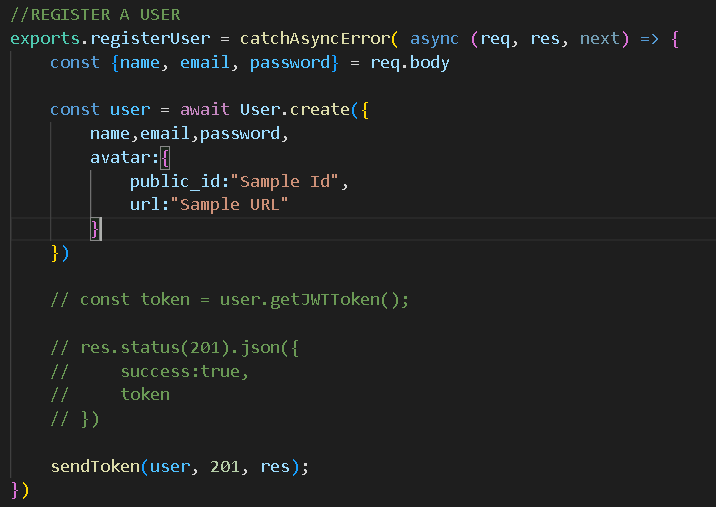 //REGISTER A USER
exports.registerUser = catchAsyncError( async (req, res, next) => {
    const {name, email, password} = req.body

    const user = await User.create({
        name,email,password,
        avatar:{
            public_id:"Sample Id",
            url:"Sample URL"
        }
    })

    // const token = user.getJWTToken();

    // res.status(201).json({
    //     success:true,
    //     token
    // })

    sendToken(user, 201, res);
})